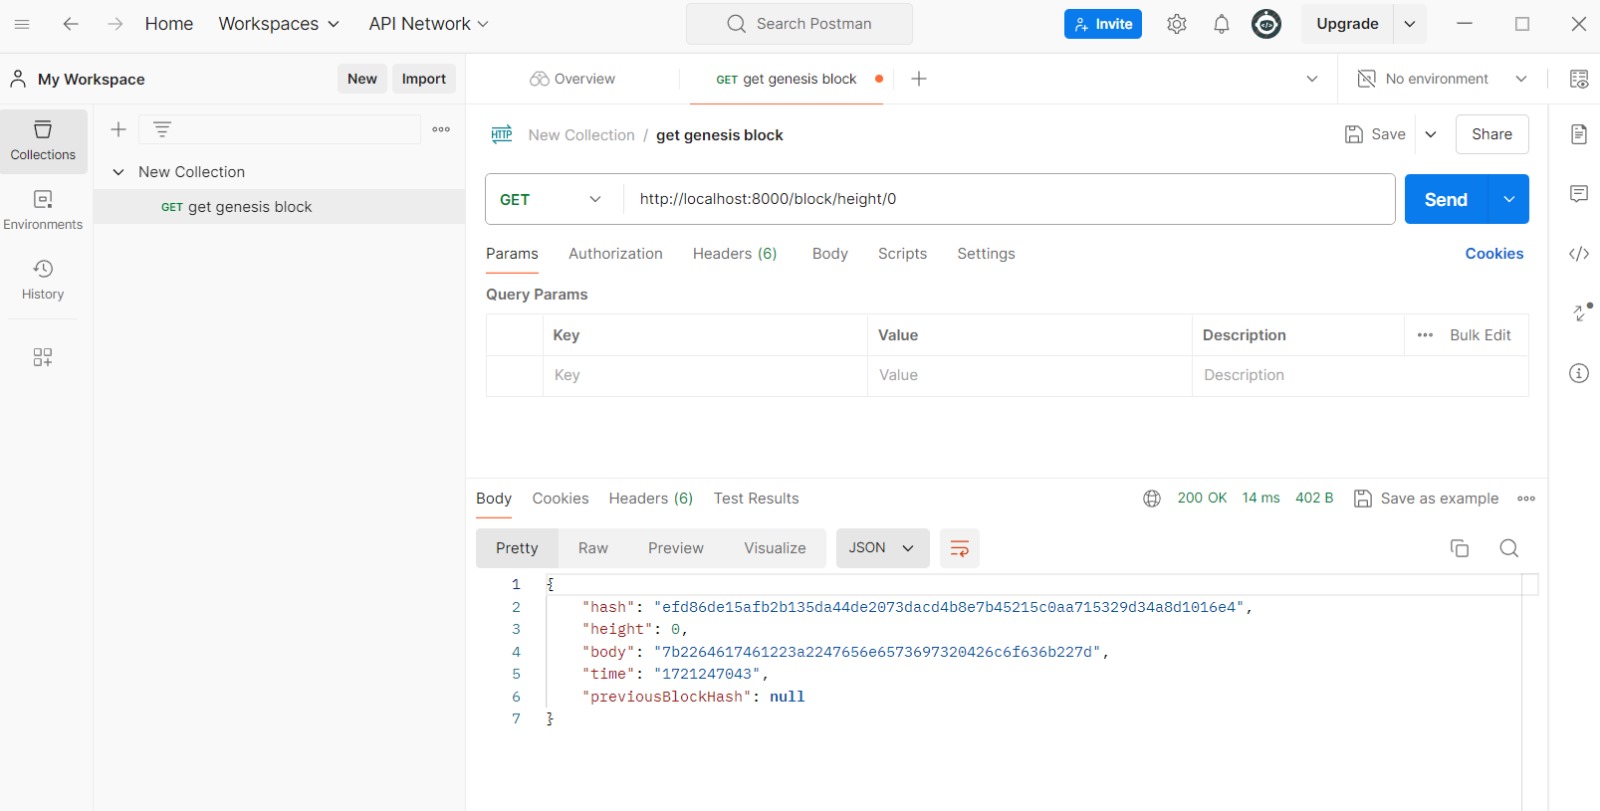 Home Workspaces API Network Search Postman Invite Upgrade
My Workspace New Import Overview GET get genesis block No environment
Collections
Environments
History
New Collection
GET get genesis block
HTTP New Collection / get genesis block Save Share
GET http://localhost:8000/block/height/0 Send
Params Authorization Headers (6) Body Scripts Settings Cookies
Query Params
Key Value Description Bulk Edit
Key Value Description
Body Cookies Headers (6) Test Results 200 OK 14 ms 402 B Save as example
Pretty Raw Preview Visualize JSON
1 {
2 "hash": "efd86de15afb2b135da44de2073dacd4b8e7b45215c0aa715329d34a8d1016e4",
3 "height": 0,
4 "body": "7b2264617461223a2247656e6573697320426c6f636b227d",
5 "time": "1721247043",
6 "previousBlockHash": null
7 }